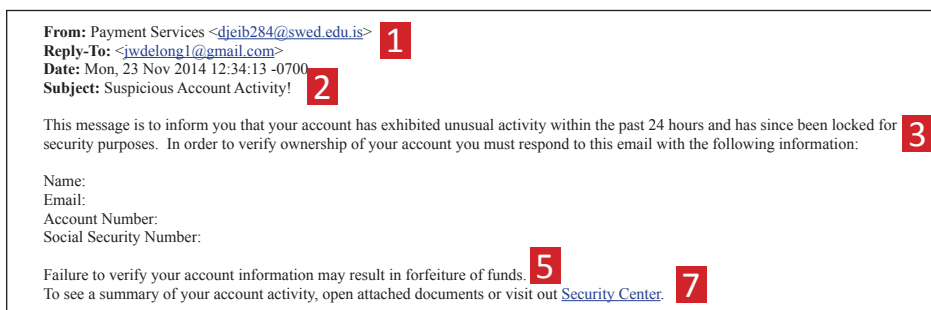 From: Payment Services <djeib284@swed.edu.is>
Reply-To: <jwdelong1@gmail.com> 1
Date: Mon, 23 Nov 2014 12:34:13 -0700
Subject: Suspicious Account Activity! 2
This message is to inform you that your account has exhibited unusual activity within the past 24 hours and has since been locked for
security purposes. In order to verify ownership of your account you must respond to this email with the following information: 3
Name:
Email:
Account Number:
Social Security Number:
Failure to verify your account information may result in forfeiture of funds. 5
To see a summary of your account activity, open attached documents or visit out Security Center. 7